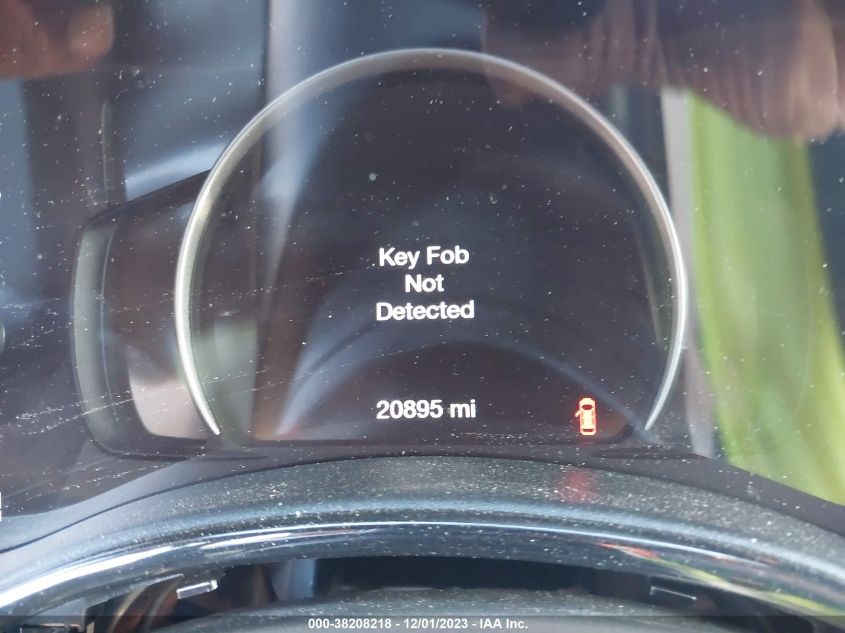 Key Fob
Not
Detected
20895 mi
000-38208218 - 12/01/2023 - IAA Inc.